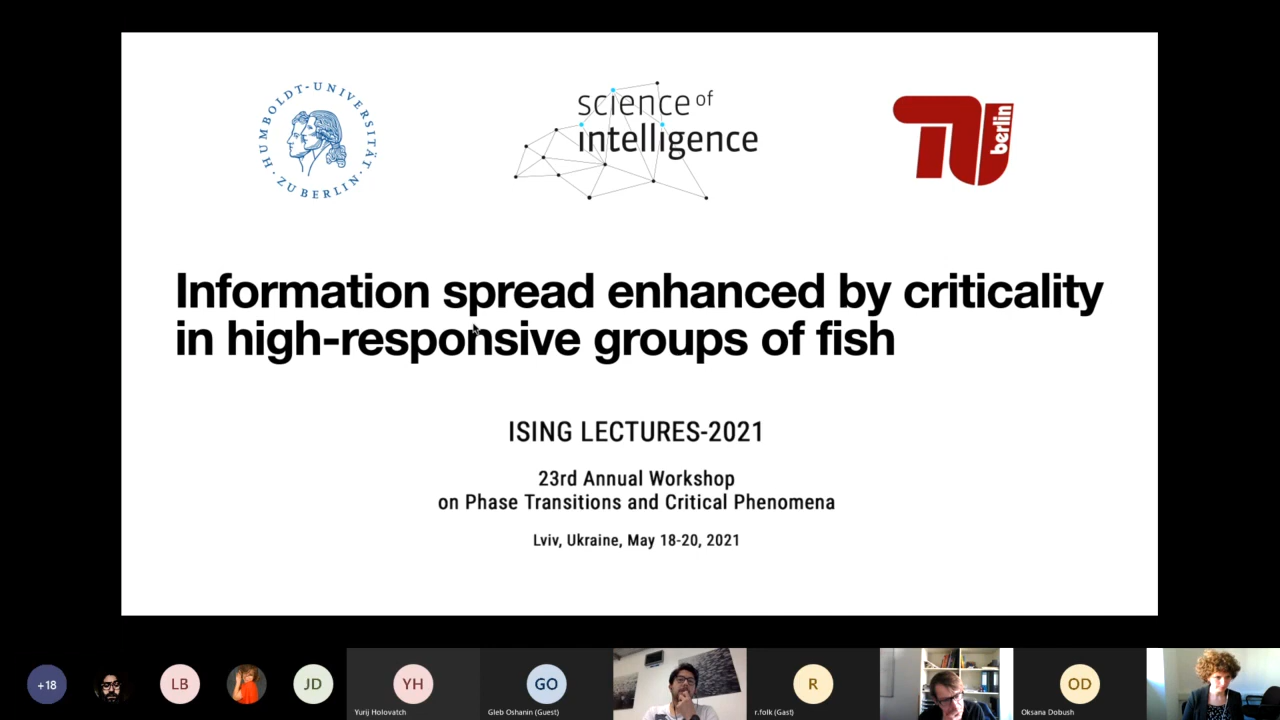 HUMBOLDT-UNIVERSITÄT
· ZU BERLIN ·
science of
intelligence
TU berlin
Information spread enhanced by criticality
in high-responsive groups of fish
ISING LECTURES-2021
23rd Annual Workshop
on Phase Transitions and Critical Phenomena
Lviv, Ukraine, May 18-20, 2021
+18
LB
JD
YH
Yurij Holovatch
GO
Gleb Oshanin (Guest)
R
r.folk (Gast)
OD
Oksana Dobush